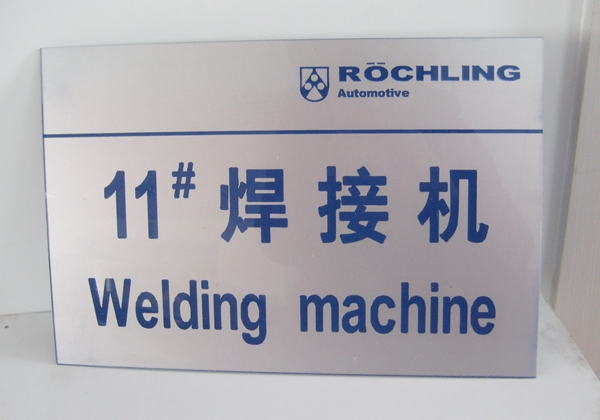 RÖCHLING
Automotive
11# 焊接机
Welding machine